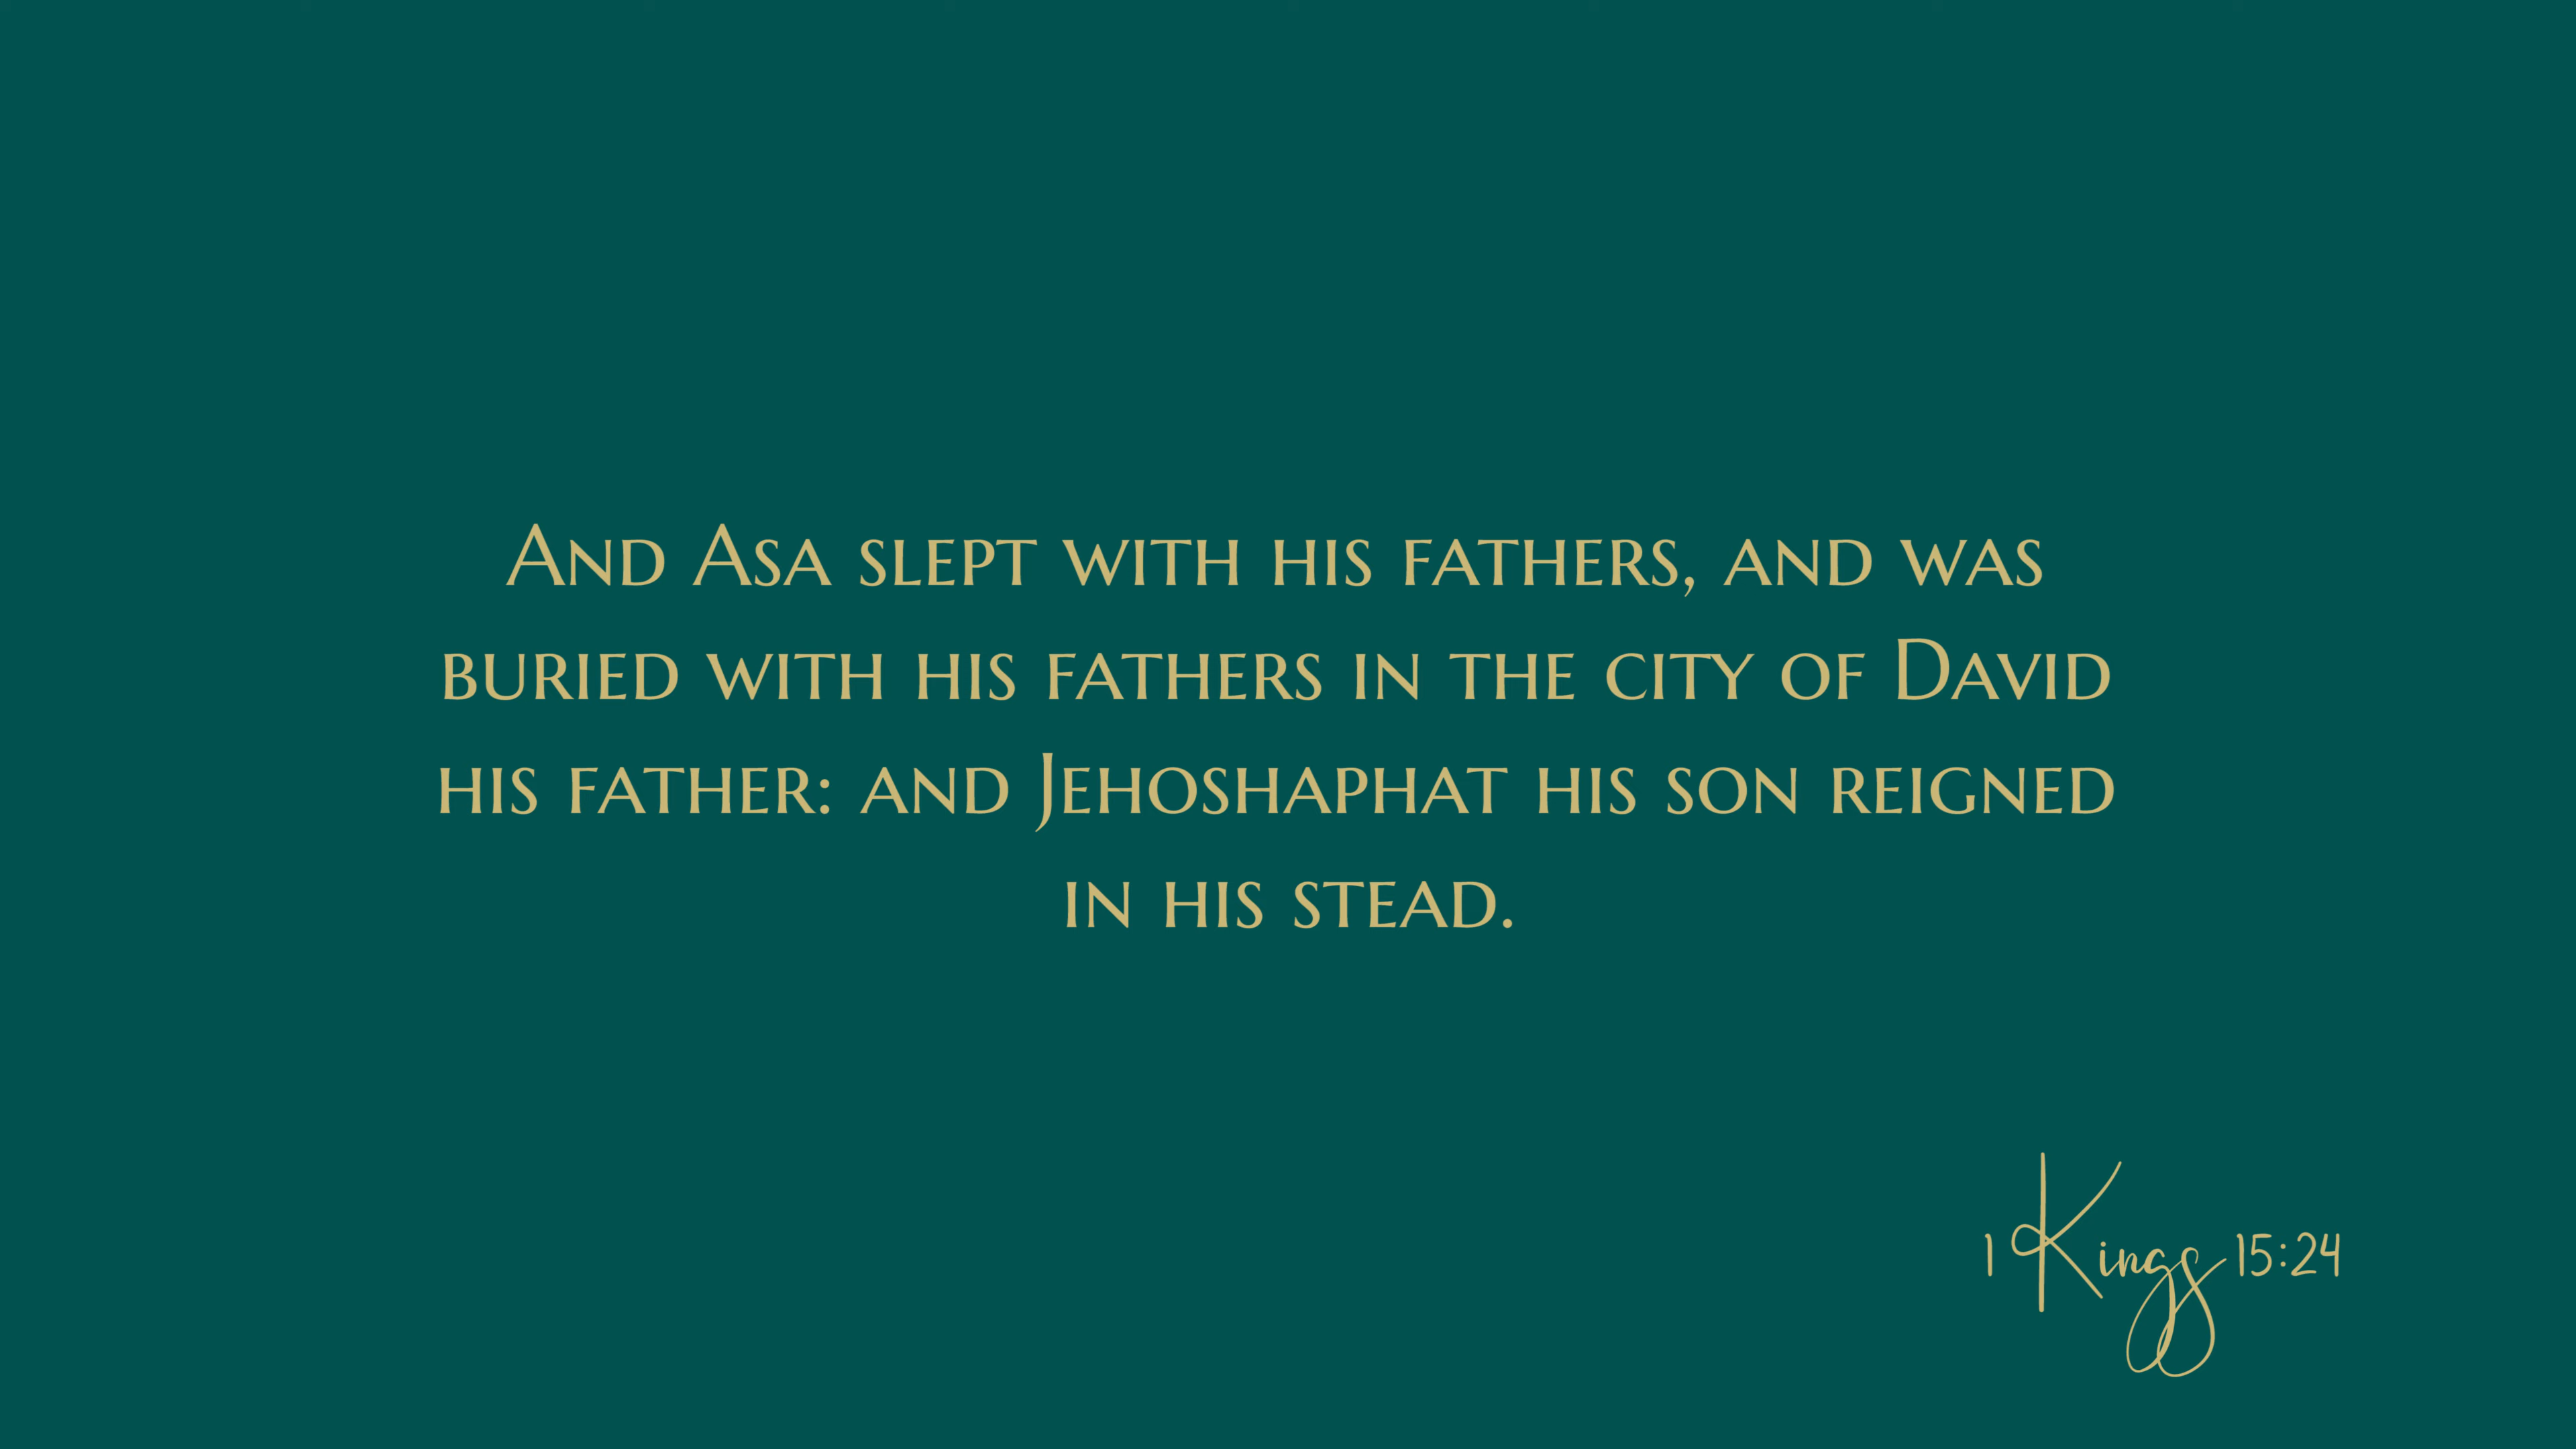 And Asa slept with his fathers, and was
buried with his fathers in the city of David
his father: and Jehoshaphat his son reigned
in his stead.
1 Kings 15:24